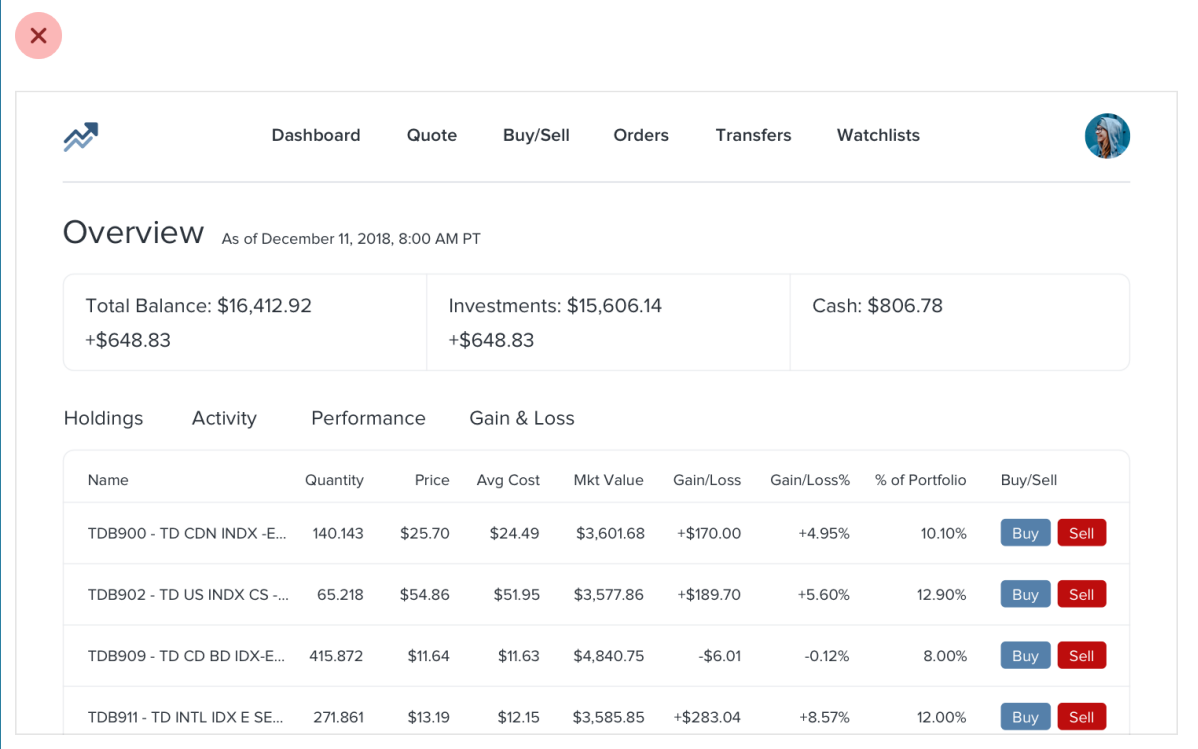 Dashboard Quote Buy/Sell Orders Transfers Watchlists
Overview As of December 11, 2018, 8:00 AM PT
Total Balance: $16,412.92 Investments: $15,606.14 Cash: $806.78
+$648.83 +$648.83
Holdings Activity Performance Gain & Loss
Name Quantity Price Avg Cost Mkt Value Gain/Loss Gain/Loss% % of Portfolio Buy/Sell
TDB900 - TD CDN INDX -E... 140.143 $25.70 $24.49 $3,601.68 +$170.00 +4.95% 10.10% Buy Sell
TDB902 - TD US INDX CS -... 65.218 $54.86 $51.95 $3,577.86 +$189.70 +5.60% 12.90% Buy Sell
TDB909 - TD CD BD IDX-E... 415.872 $11.64 $11.63 $4,840.75 -$6.01 -0.12% 8.00% Buy Sell
TDB911 - TD INTL IDX E SE... 271.861 $13.19 $12.15 $3,585.85 +$283.04 +8.57% 12.00% Buy Sell